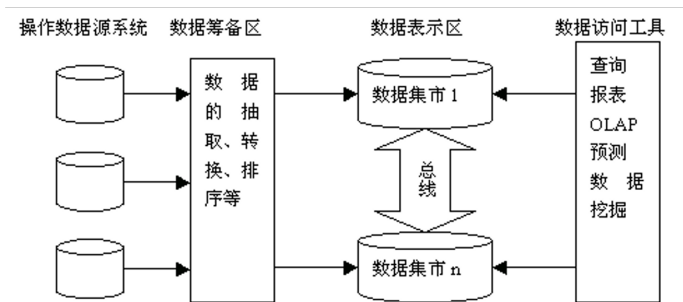 操作数据源系统 数据筹备区 数据表示区 数据访问工具
数 据
的 抽
取、转
换、排
序等
数据集市 1
总
线
数据集市 n
查询
报表
OLAP
预测
数 据
挖掘